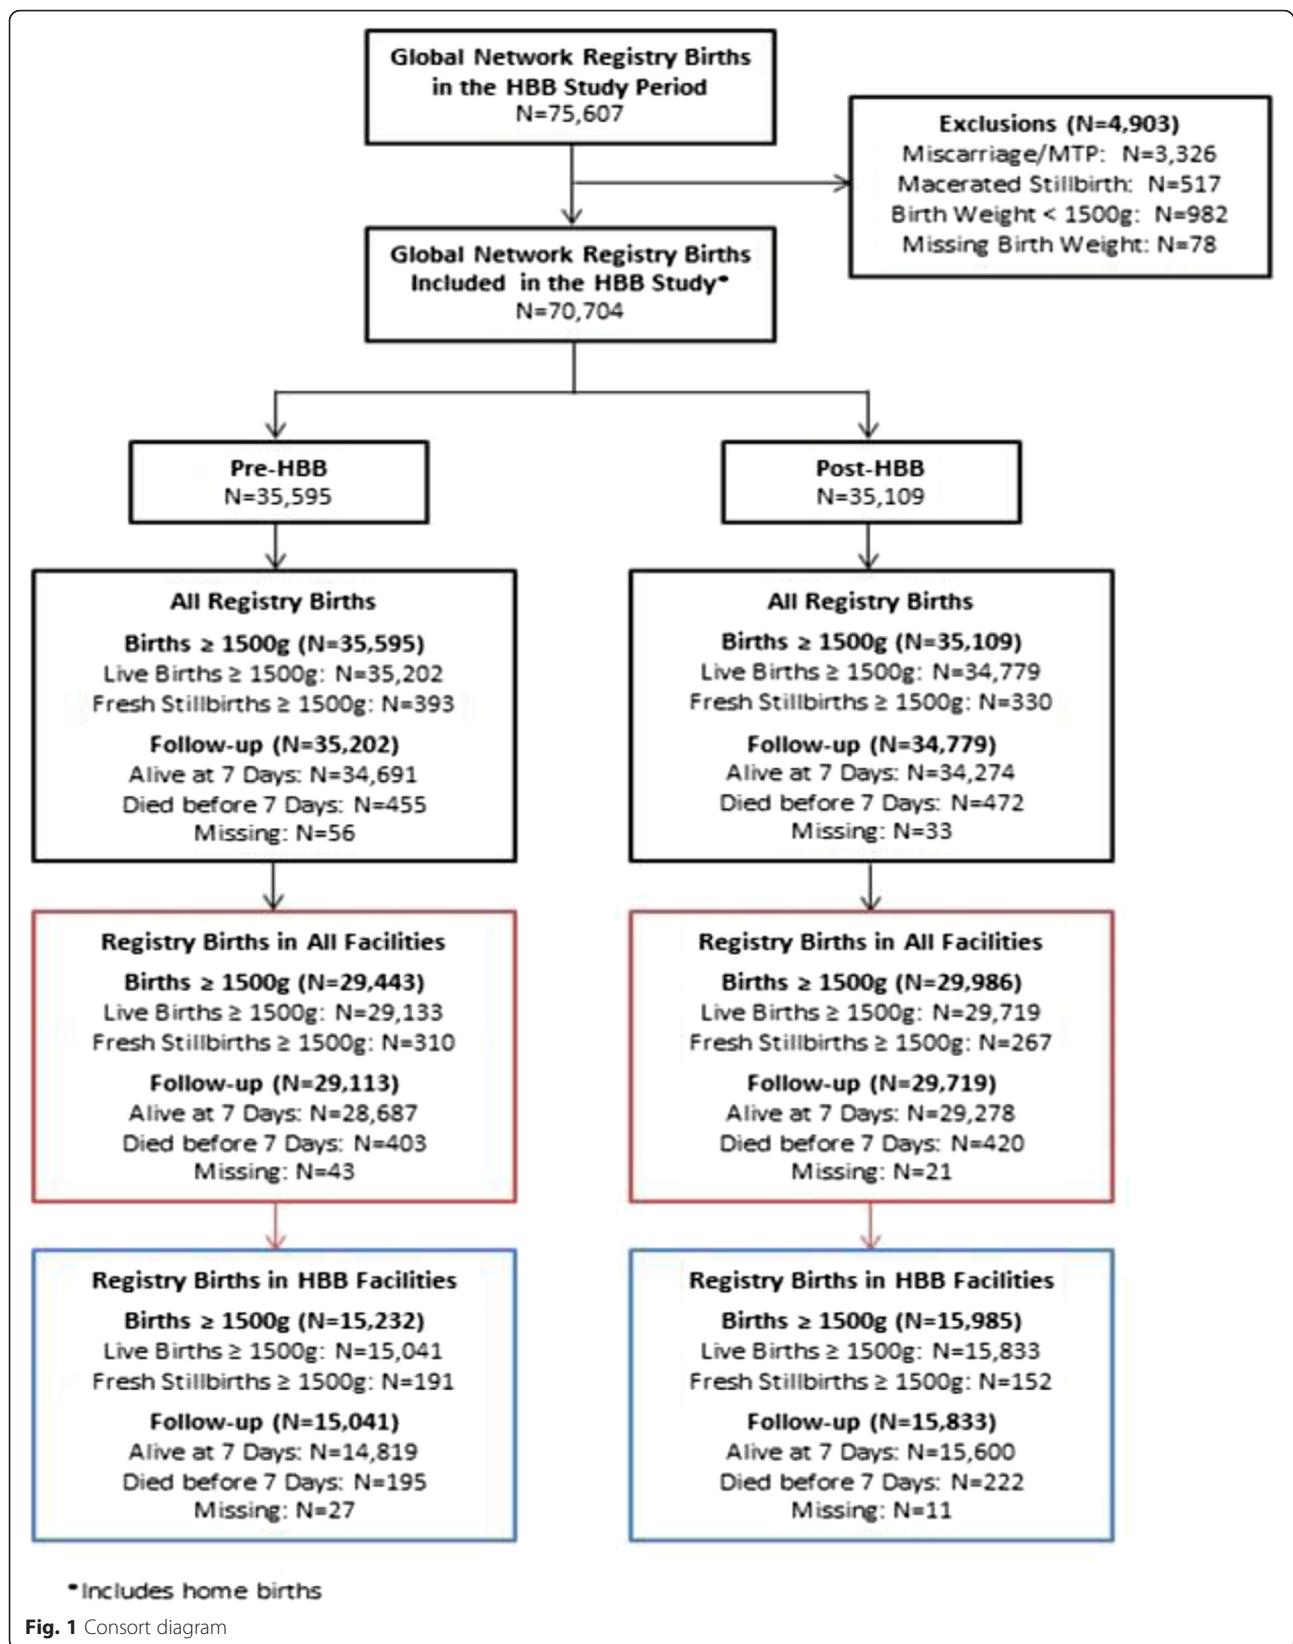 Global Network Registry Births
in the HBB Study Period
N=75,607
Exclusions (N=4,903)
Miscarriage/MTP: N=3,326
Macerated Stillbirth: N=517
Birth Weight < 1500g: N=982
Missing Birth Weight: N=78
Global Network Registry Births
Included in the HBB Study*
N=70,704
Pre-HBB
N=35,595
Post-HBB
N=35,109
All Registry Births
Births ≥ 1500g (N=35,595)
Live Births ≥ 1500g: N=35,202
Fresh Stillbirths ≥ 1500g: N=393
Follow-up (N=35,202)
Alive at 7 Days: N=34,691
Died before 7 Days: N=455
Missing: N=56
All Registry Births
Births ≥ 1500g (N=35,109)
Live Births ≥ 1500g: N=34,779
Fresh Stillbirths ≥ 1500g: N=330
Follow-up (N=34,779)
Alive at 7 Days: N=34,274
Died before 7 Days: N=472
Missing: N=33
Registry Births in All Facilities
Births ≥ 1500g (N=29,443)
Live Births ≥ 1500g: N=29,133
Fresh Stillbirths ≥ 1500g: N=310
Follow-up (N=29,113)
Alive at 7 Days: N=28,687
Died before 7 Days: N=403
Missing: N=43
Registry Births in All Facilities
Births ≥ 1500g (N=29,986)
Live Births ≥ 1500g: N=29,719
Fresh Stillbirths ≥ 1500g: N=267
Follow-up (N=29,719)
Alive at 7 Days: N=29,278
Died before 7 Days: N=420
Missing: N=21
Registry Births in HBB Facilities
Births ≥ 1500g (N=15,232)
Live Births ≥ 1500g: N=15,041
Fresh Stillbirths ≥ 1500g: N=191
Follow-up (N=15,041)
Alive at 7 Days: N=14,819
Died before 7 Days: N=195
Missing: N=27
Registry Births in HBB Facilities
Births ≥ 1500g (N=15,985)
Live Births ≥ 1500g: N=15,833
Fresh Stillbirths ≥ 1500g: N=152
Follow-up (N=15,833)
Alive at 7 Days: N=15,600
Died before 7 Days: N=222
Missing: N=11
*Includes home births
Fig. 1 Consort diagram